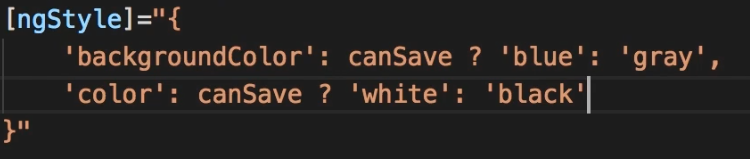 [ngStyle]="{
'backgroundColor': canSave ? 'blue': 'gray',
'color': canSave ? 'white': 'black'
}"